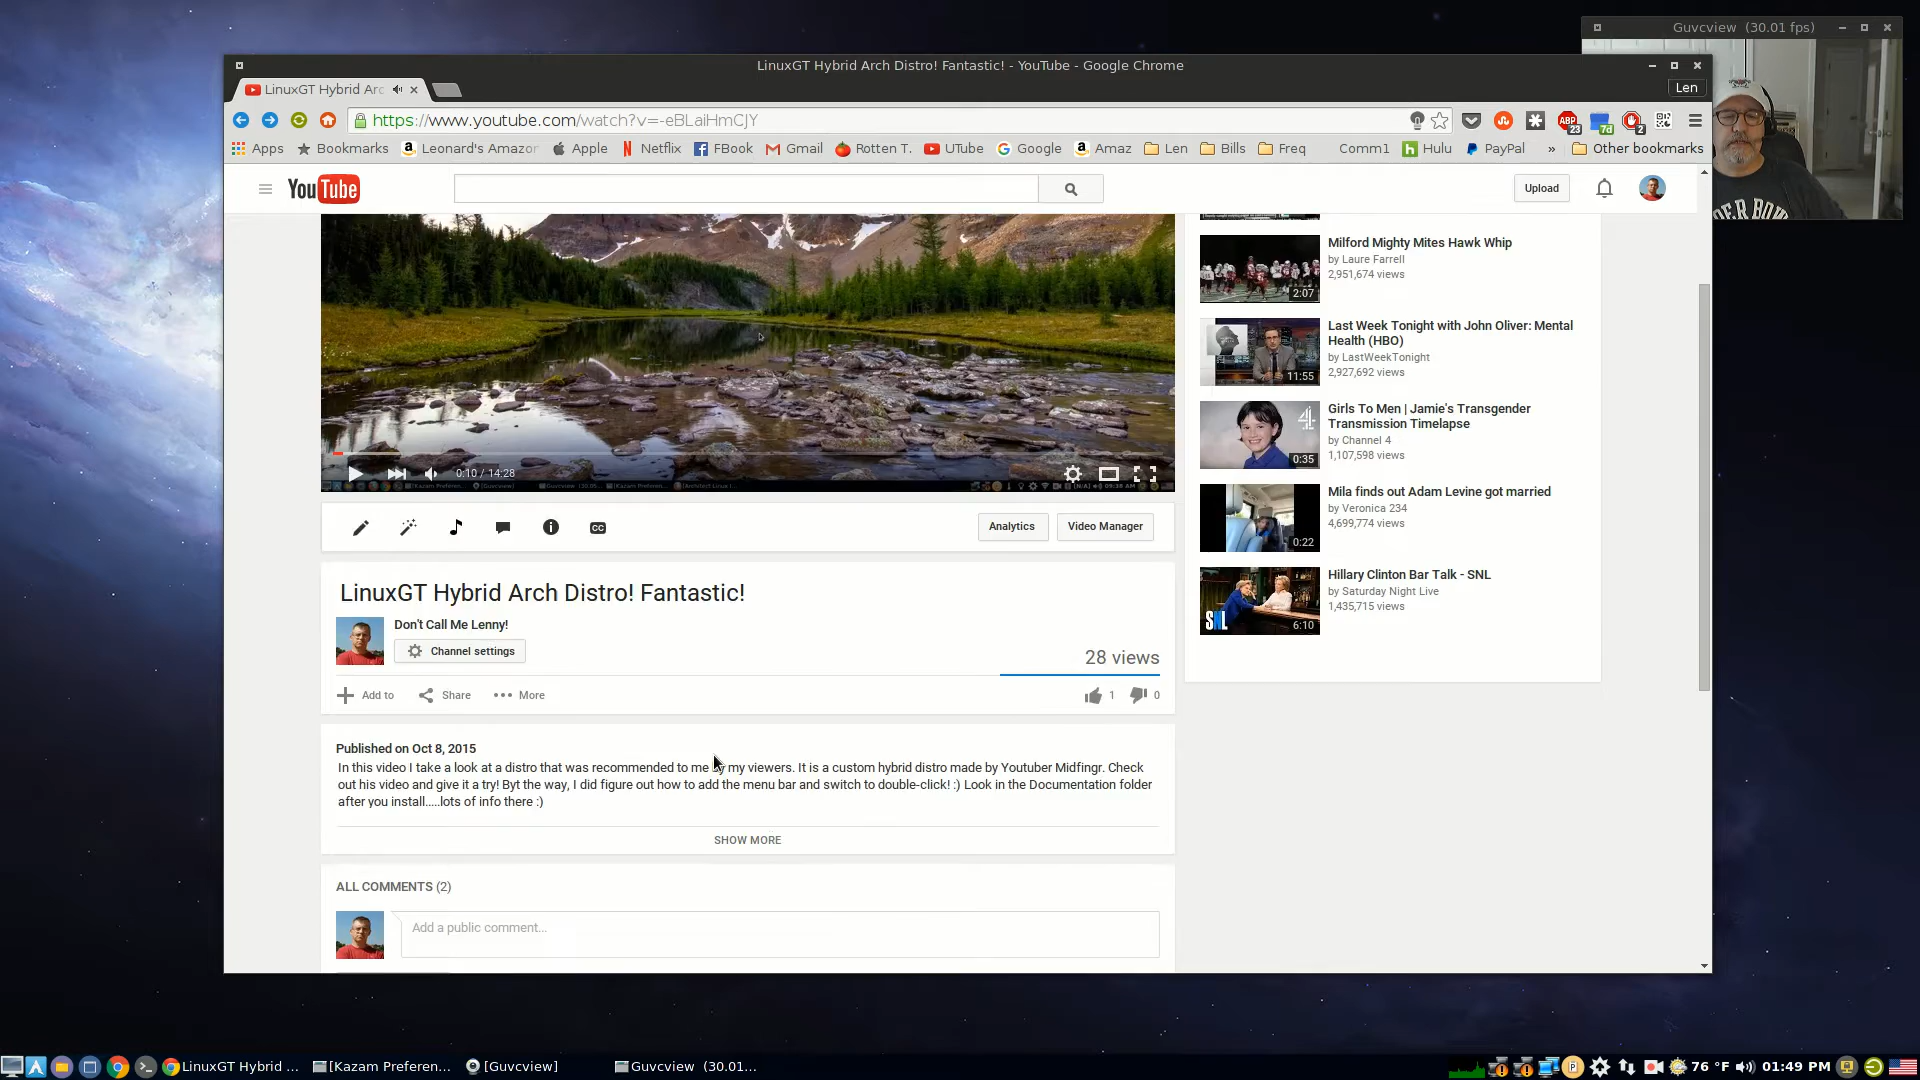 Guvcview (30.01 fps)
LinuxGT Hybrid Arch Distro! Fantastic! - YouTube - Google Chrome
LinuxGT Hybrid Arc
Len
https://www.youtube.com/watch?v=-eBLaiHmCJY
ABP
23
7d
2
Apps Bookmarks Leonard's Amazon Apple Netflix FBook Gmail Rotten T. UTube Google Amaz Len Bills Freq Comm1 Hulu PayPal » Other bookmarks
YouTube
Upload
DER BOW
Milford Mighty Mites Hawk Whip
by Laure Farrell
2,951,674 views
2:07
Last Week Tonight with John Oliver: Mental
Health (HBO)
by LastWeekTonight
2,927,692 views
11:55
Girls To Men | Jamie's Transgender
Transmission Timelapse
by Channel 4
1,107,598 views
4
0:35
Mila finds out Adam Levine got married
by Veronica 234
4,699,774 views
0:22
Hillary Clinton Bar Talk - SNL
by Saturday Night Live
1,435,715 views
SNL
6:10
0:10 / 14:28
CC
Analytics
Video Manager
LinuxGT Hybrid Arch Distro! Fantastic!
Don't Call Me Lenny!
Channel settings
28 views
Add to Share More
1 0
Published on Oct 8, 2015
In this video I take a look at a distro that was recommended to me by my viewers. It is a custom hybrid distro made by Youtuber Midfingr. Check
out his video and give it a try! Byt the way, I did figure out how to add the menu bar and switch to double-click! :) Look in the Documentation folder
after you install.....lots of info there :)
SHOW MORE
ALL COMMENTS (2)
Add a public comment...
LinuxGT Hybrid ... [Kazam Preferen... [Guvcview] Guvcview (30.01... 76 °F 01:49 PM